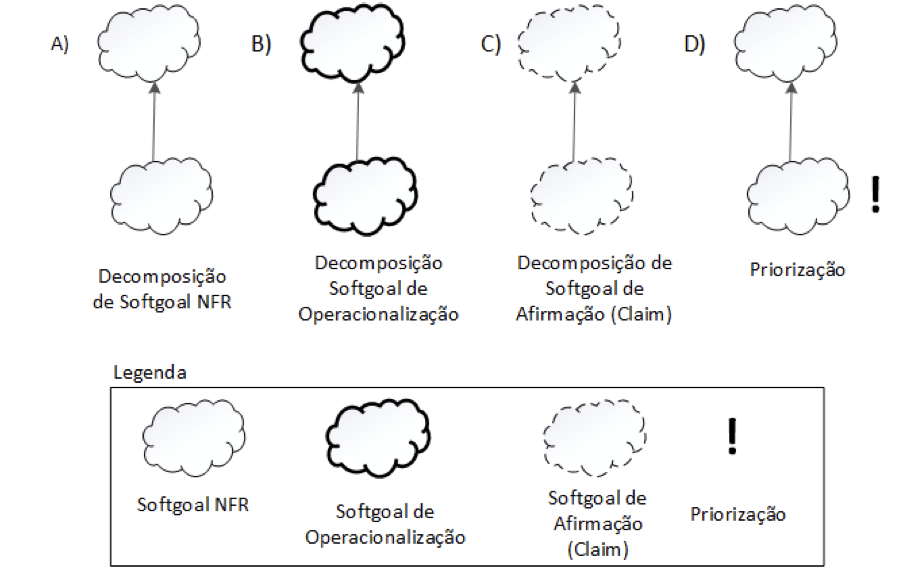 A)
B)
C)
D)
!
Decomposição
de Softgoal NFR
Decomposição
Softgoal de
Operacionalização
Decomposição de
Softgoal de
Afirmação (Claim)
Priorização
Legenda
!
Softgoal NFR
Softgoal de
Operacionalização
Softgoal de
Afirmação
(Claim)
Priorização